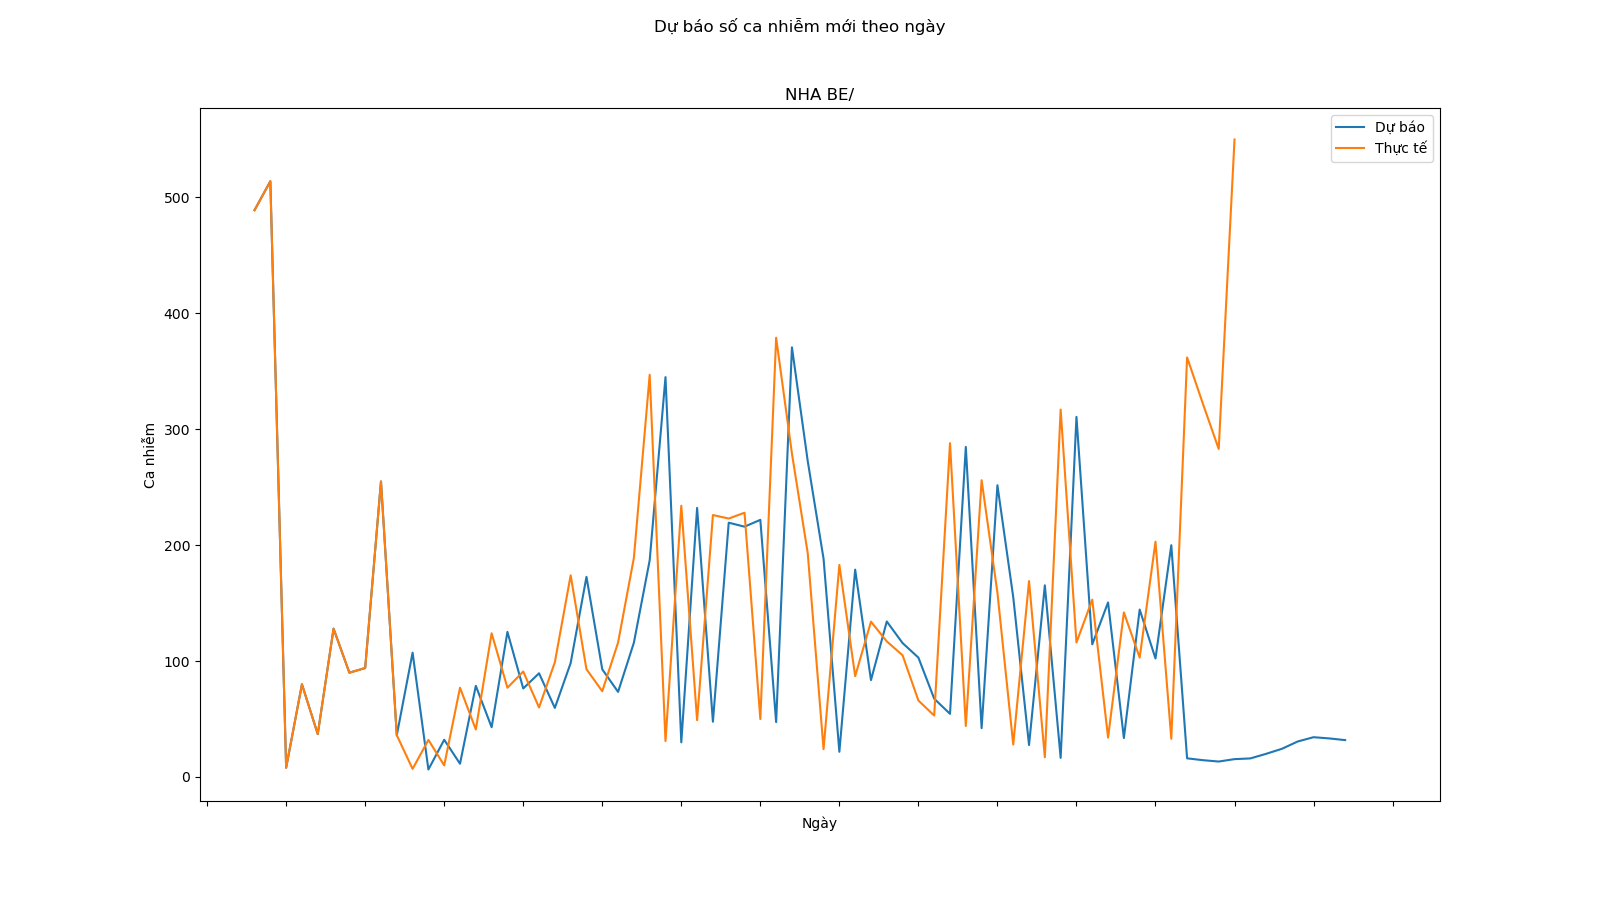 Dự báo số ca nhiễm mới theo ngày
NHA BE/
Dự báo
Thực tế
500
400
300
200
100
0
Ca nhiễm
Ngày